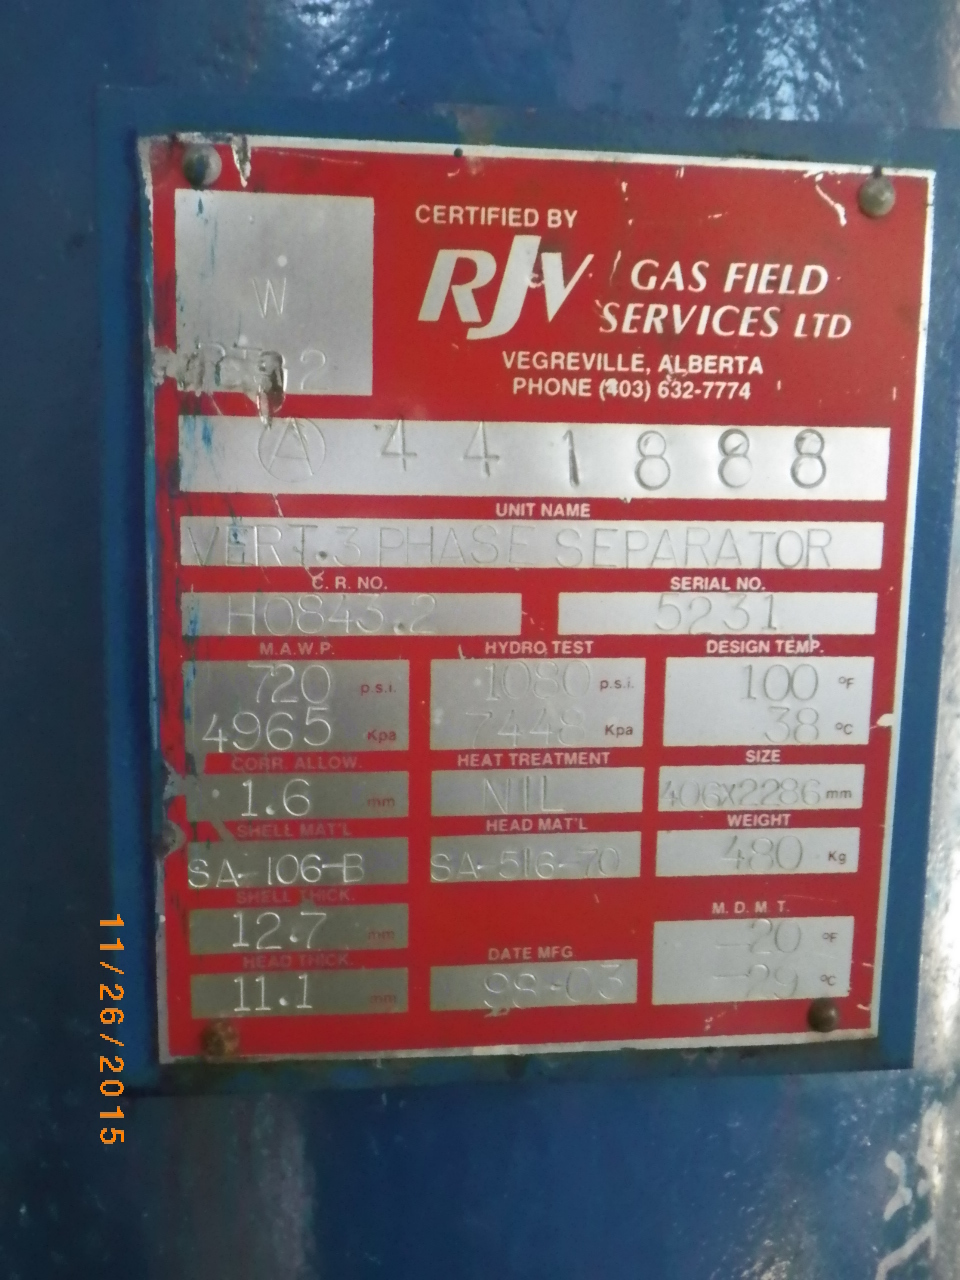 CERTIFIED BY
RJV GAS FIELD
SERVICES LTD
VEGREVILLE, ALBERTA
PHONE (403) 632-7774
W
A 441888
UNIT NAME
VERT. 3 PHASE SEPARATOR
C. R. NO. SERIAL NO.
H0843.2 5231
M.A.W.P. HYDRO TEST DESIGN TEMP.
720 p.s.i. 1080 p.s.i. 100 °F
4965 Kpa 7448 Kpa 38 °C
CORR. ALLOW. HEAT TREATMENT SIZE
1.6 mm NIL 406X2286 mm
SHELL MAT'L HEAD MAT'L WEIGHT
SA-106-B SA-516-70 480 Kg
SHELL THICK. M. D. M. T.
12.7 mm -20 °F
HEAD THICK. DATE MFG
11.1 mm 98-03 -29 °C
11/26/2015